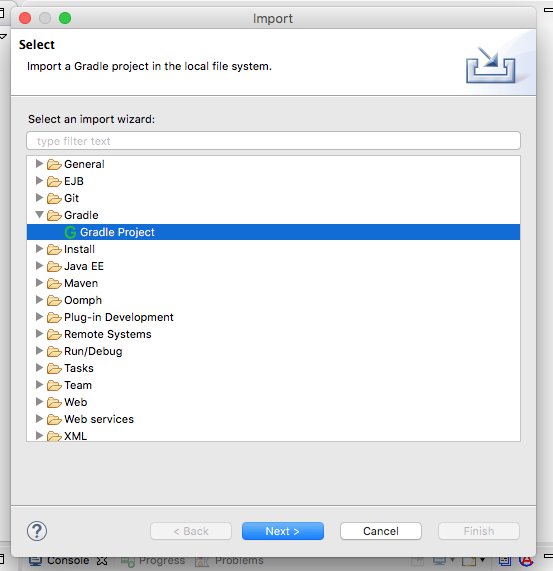 Import
Select
Import a Gradle project in the local file system.
Select an import wizard:
type filter text
General
EJB
Git
Gradle
G Gradle Project
Install
Java EE
Maven
Oomph
Plug-in Development
Remote Systems
Run/Debug
Tasks
Team
Web
Web services
XML
? < Back Next > Cancel Finish
Console Progress Problems